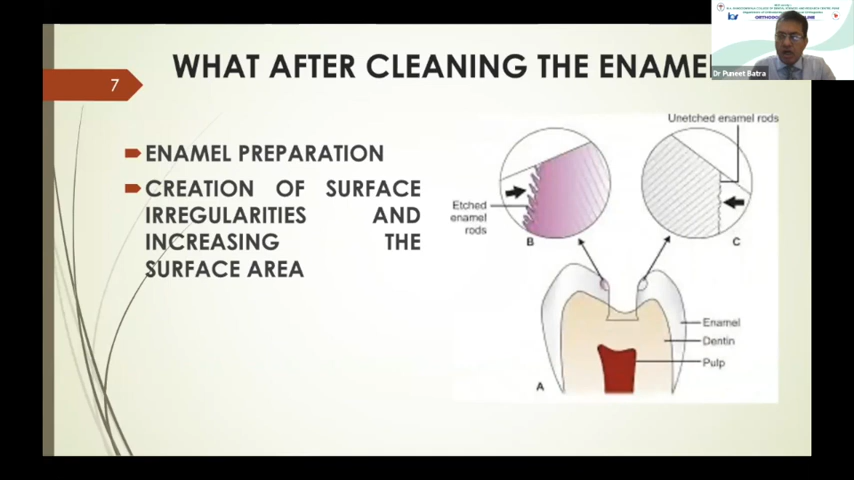 WHAT AFTER CLEANING THE ENAME
7
ENAMEL PREPARATION
CREATION OF SURFACE
IRREGULARITIES AND
INCREASING THE
SURFACE AREA
Unetched enamel rods
Etched
enamel
rods
B
C
Enamel
Dentin
Pulp
A
Dr Puneet Batra